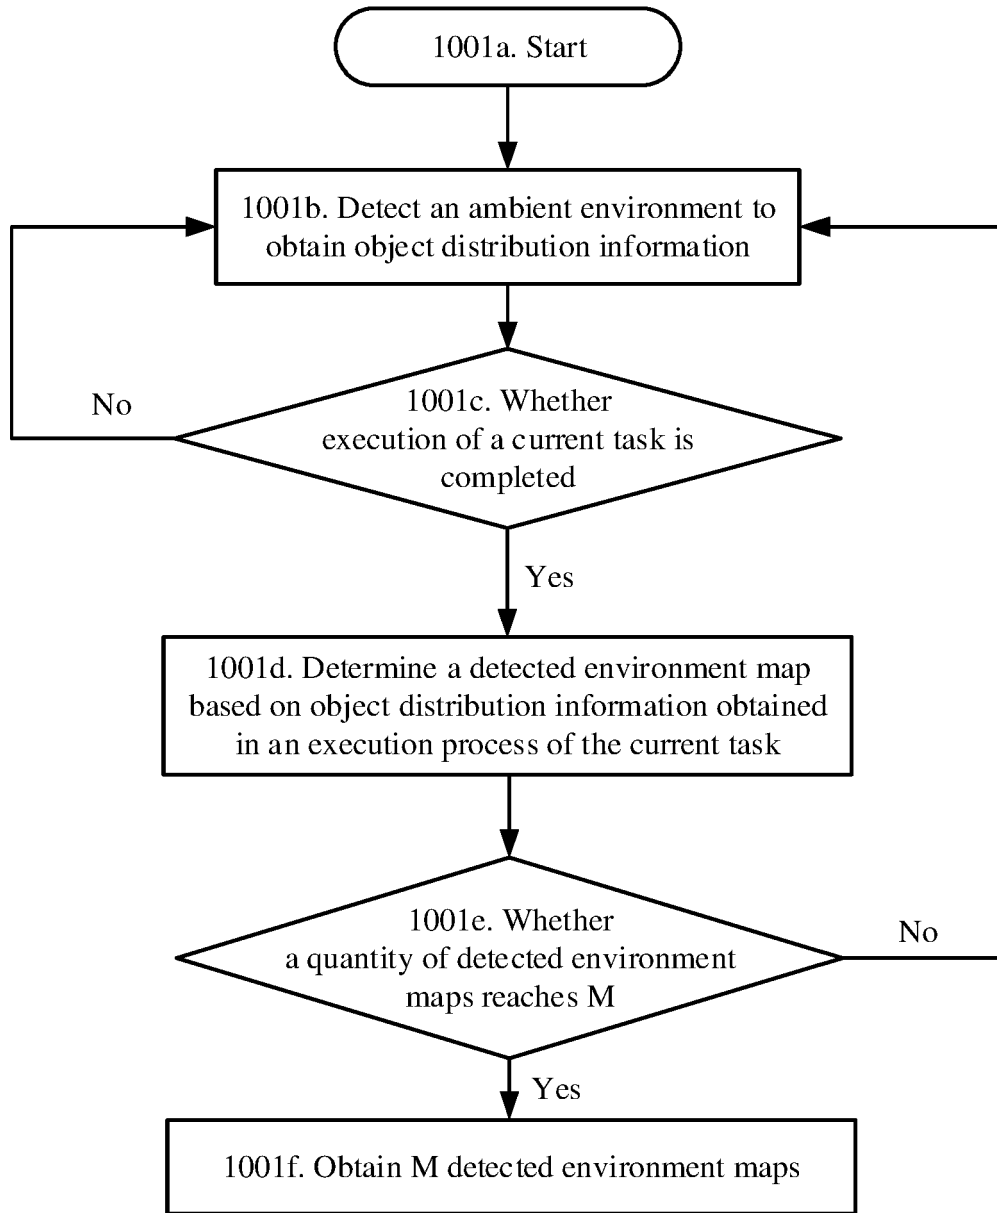 1001a. Start
1001b. Detect an ambient environment to
obtain object distribution information
No
1001c. Whether
execution of a current task is
completed
Yes
1001d. Determine a detected environment map
based on object distribution information obtained
in an execution process of the current task
1001e. Whether
a quantity of detected environment
maps reaches M
No
Yes
1001f. Obtain M detected environment maps